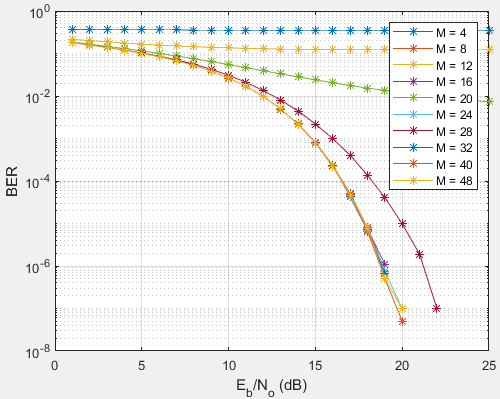 10^0
10^-2
10^-4
10^-6
10^-8
BER
0
5
10
15
20
25
E_b/N_o (dB)
M = 4
M = 8
M = 12
M = 16
M = 20
M = 24
M = 28
M = 32
M = 40
M = 48